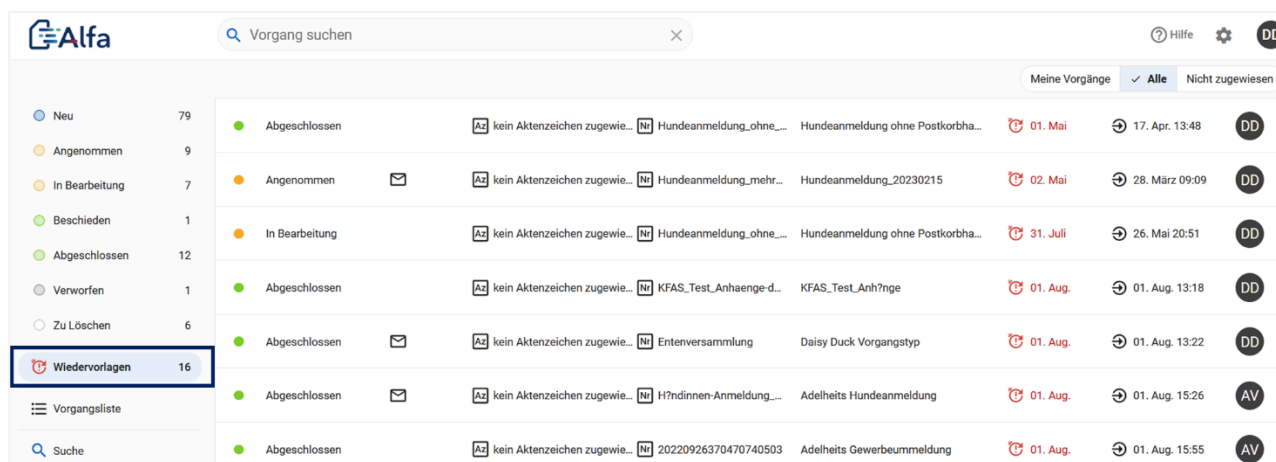 Alfa
Vorgang suchen
Hilfe
DD
Meine Vorgänge Alle Nicht zugewiesen
Neu 79
Angenommen 9
In Bearbeitung 7
Beschieden 1
Abgeschlossen 12
Verworfen 1
Zu Löschen 6
Wiedervorlagen 16
Vorgangsliste
Suche
Abgeschlossen Az kein Aktenzeichen zugewie... Nr Hundeanmeldung_ohne_... Hundeanmeldung ohne Postkorbha... 01. Mai 17. Apr. 13:48 DD
Angenommen Az kein Aktenzeichen zugewie... Nr Hundeanmeldung_mehr... Hundeanmeldung_20230215 02. Mai 28. März 09:09 DD
In Bearbeitung Az kein Aktenzeichen zugewie... Nr Hundeanmeldung_ohne_... Hundeanmeldung ohne Postkorbha... 31. Juli 26. Mai 20:51 DD
Abgeschlossen Az kein Aktenzeichen zugewie... Nr KFAS_Test_Anhaenge-d... KFAS_Test_Anh?nge 01. Aug. 01. Aug. 13:18 DD
Abgeschlossen Az kein Aktenzeichen zugewie... Nr Entenversammlung Daisy Duck Vorgangstyp 01. Aug. 01. Aug. 13:22 DD
Abgeschlossen Az kein Aktenzeichen zugewie... Nr H?ndinnen-Anmeldung_... Adelheits Hundeanmeldung 01. Aug. 01. Aug. 15:26 AV
Abgeschlossen Az kein Aktenzeichen zugewie... Nr 20220926370470740503 Adelheits Gewerbeummeldung 01. Aug. 01. Aug. 15:55 AV